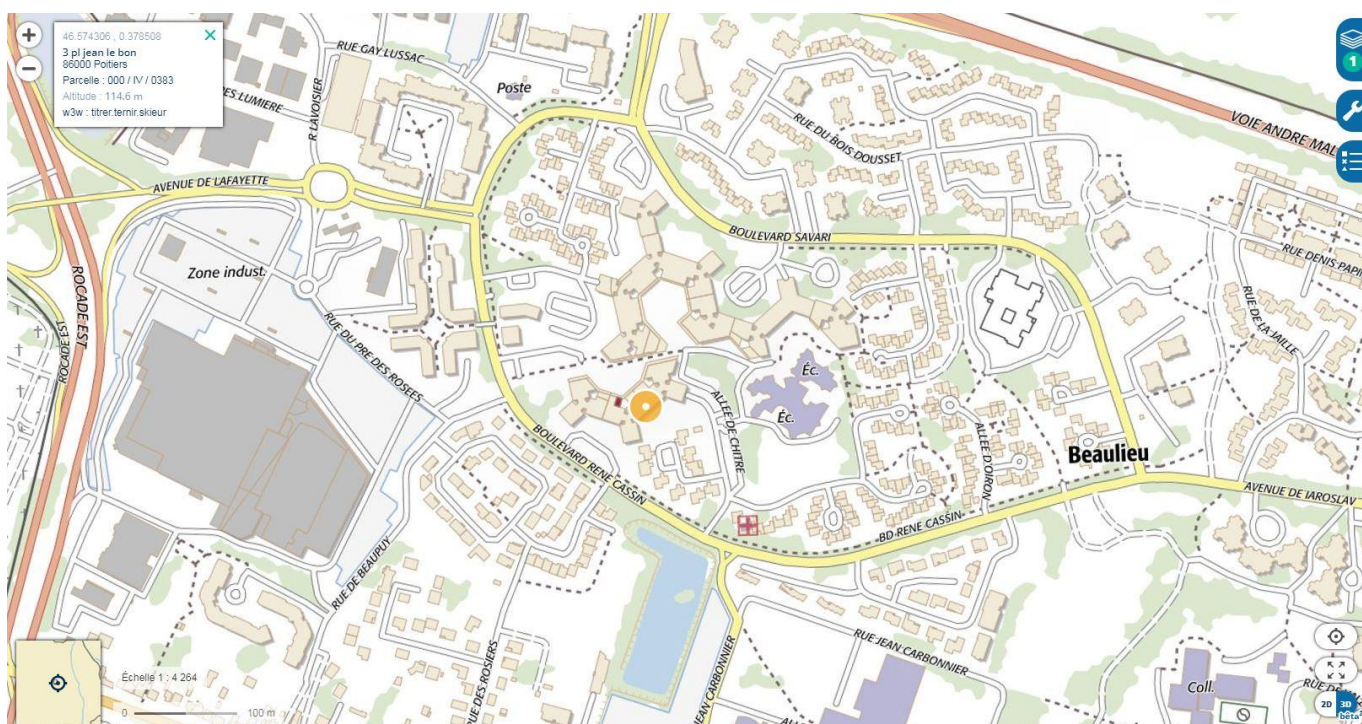 46.574306 , 0.378508
3 pl jean le bon
86000 Poitiers
Parcelle : 000 / IV / 0383
Altitude : 114.6 m
w3w : titrer.ternir.skieur
RUE GAY LUSSAC
Poste
1
VOIE ANDRE MAL
LUMIERE
R LAVOISIER
RUE DU BOIS DOUSSET
AVENUE DE LAFAYETTE
BOULEVARD SAVARI
RUE DENIS PAPI
Zone indust.
ROCADE EST
ROCADE EST
RUE DE LA JAILLE
RUE DU PRE DES ROSEES
Éc.
Éc.
ALLEE DE CHITRE
ALLEE D'OIRON
BOULEVARD RENE CASSIN
Beaulieu
AVENUE DE IAROSLAV
BD RENE CASSIN
RUE DE BEAUPUY
RUE DES ROSIERS
RUE JEAN CARBONNIER
JEAN CARBONNIER
Coll.
RUE DE
ALL
Échelle 1 : 4 264
0
100 m
2D
3D
bêta